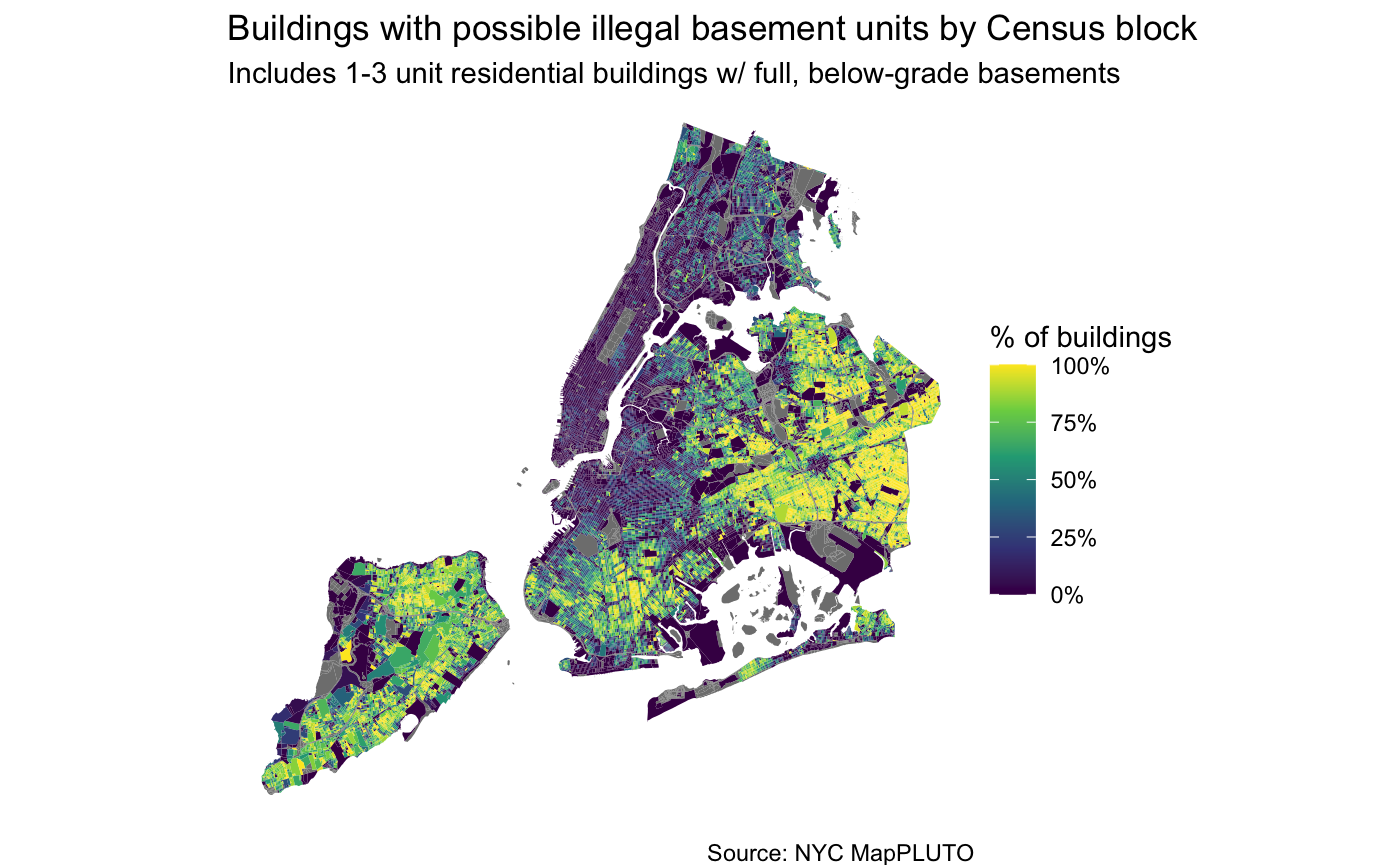 Buildings with possible illegal basement units by Census block
Includes 1-3 unit residential buildings w/ full, below-grade basements
% of buildings
100%
75%
50%
25%
0%
Source: NYC MapPLUTO